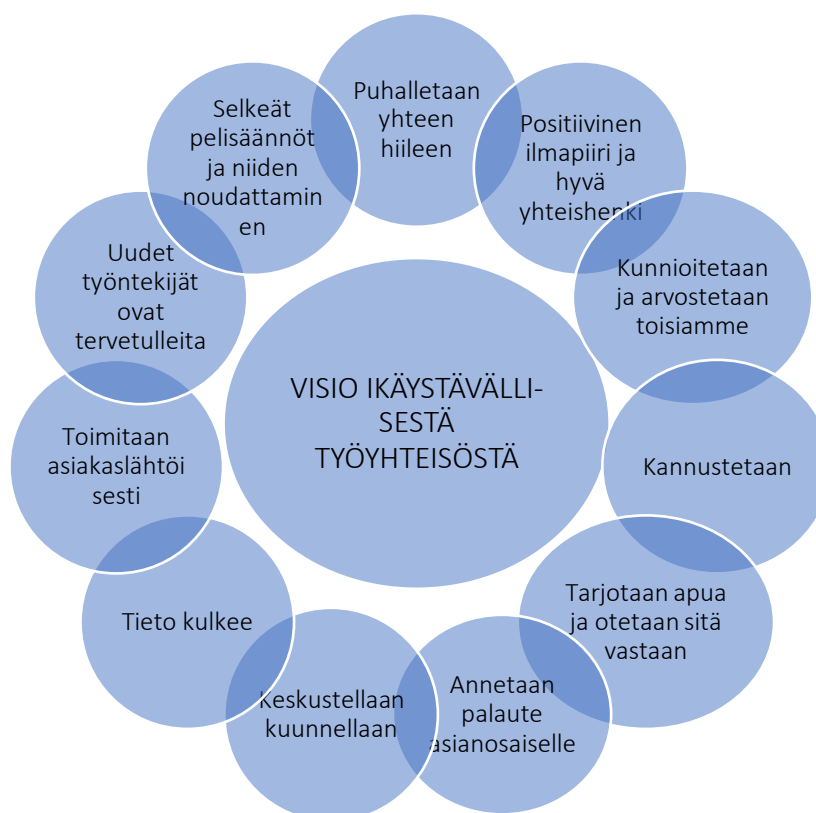 Puhalletaan
yhteen
hiileen
Positiivinen
ilmapiiri ja
hyvä
yhteishenki
Kunnioitetaan
ja arvostetaan
toisiamme
Kannustetaan
Tarjotaan apua
ja otetaan sitä
vastaan
Annetaan
palaute
asianosaiselle
Keskustellaan
kuunnellaan
Tieto kulkee
Toimitaan
asiakaslähtöi
sesti
Uudet
työntekijät
ovat
tervetulleita
Selkeät
pelisäännöt
ja niiden
noudattamin
en
VISIO IKÄYSTÄVÄLLI-
SESTÄ
TYÖYHTEISÖSTÄ